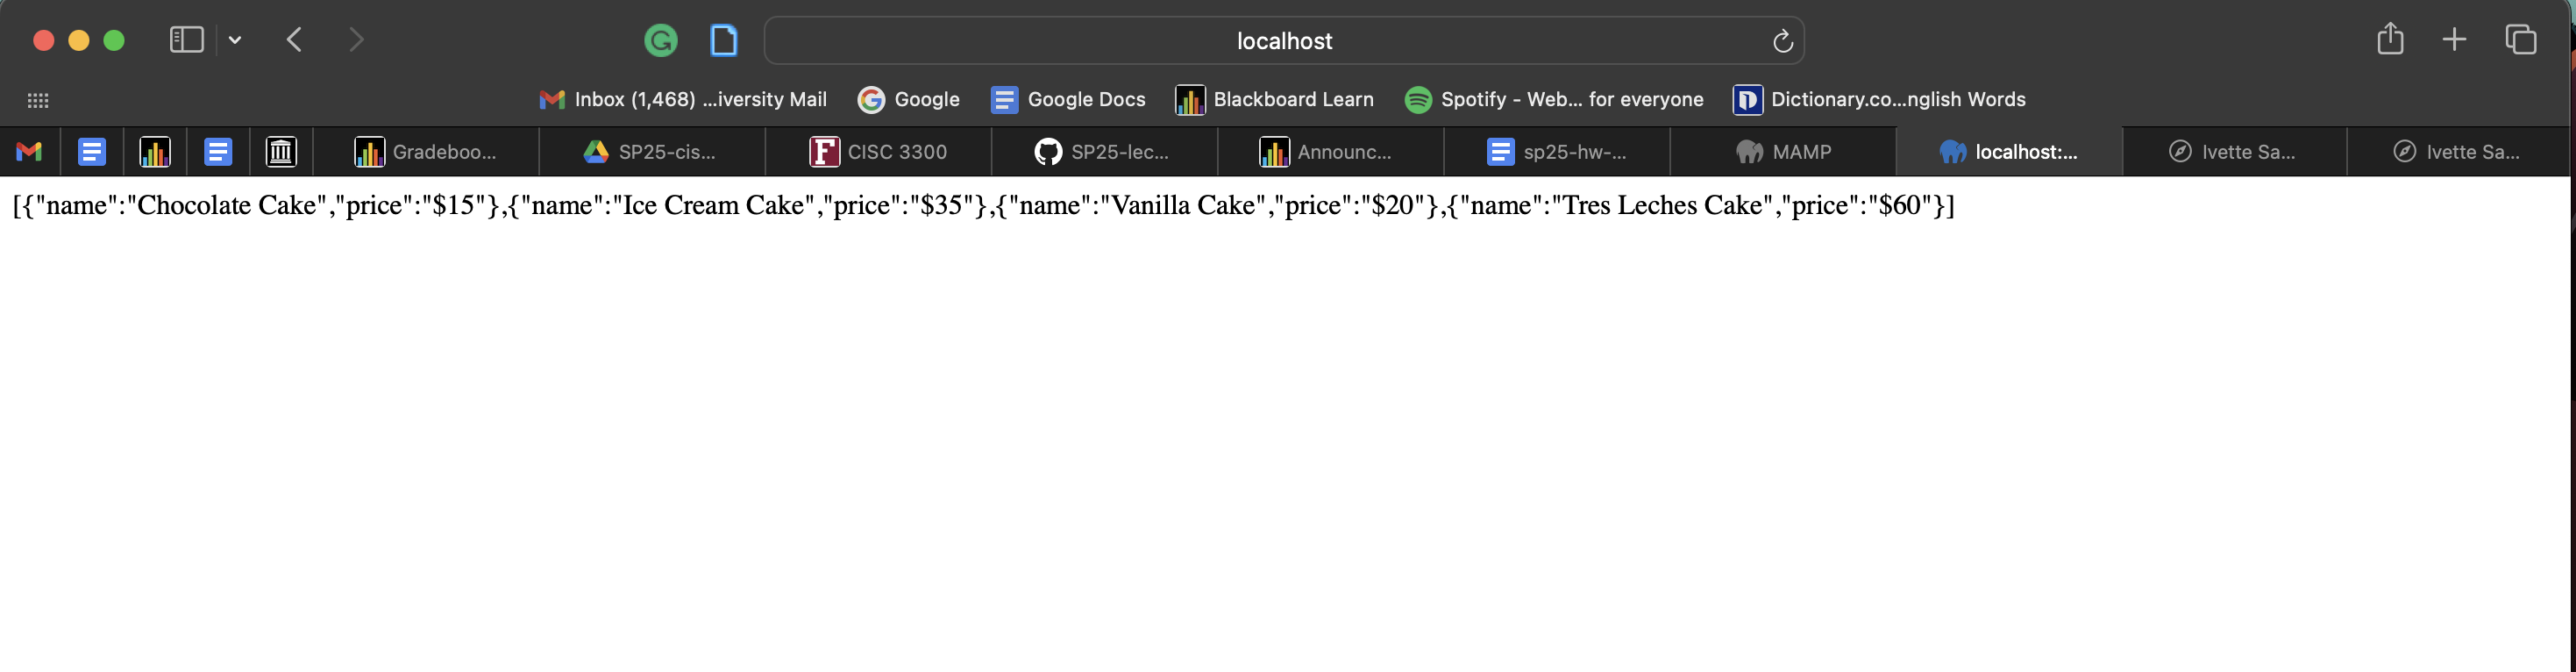 localhost
Inbox (1,468) ...iversity Mail Google Google Docs Blackboard Learn Spotify - Web... for everyone Dictionary.co...nglish Words
Gradeboo... SP25-cis... F CISC 3300 SP25-lec... Announc... sp25-hw-... MAMP localhost:... Ivette Sa... Ivette Sa...
[{"name":"Chocolate Cake","price":"$15"},{"name":"Ice Cream Cake","price":"$35"},{"name":"Vanilla Cake","price":"$20"},{"name":"Tres Leches Cake","price":"$60"}]